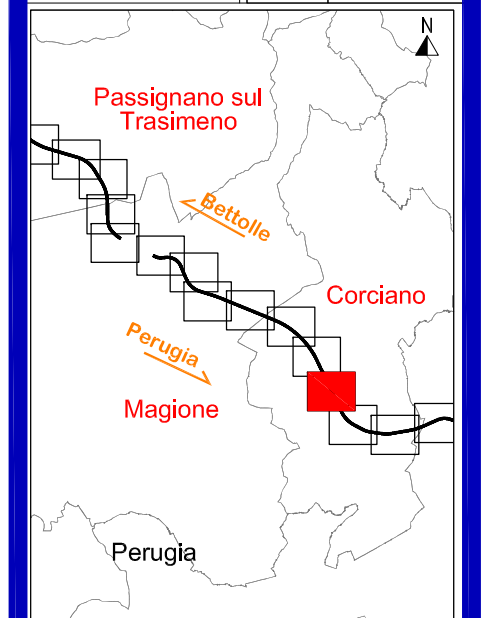 N
Passignano sul
Trasimeno
Bettolle
Corciano
Perugia
Magione
Perugia